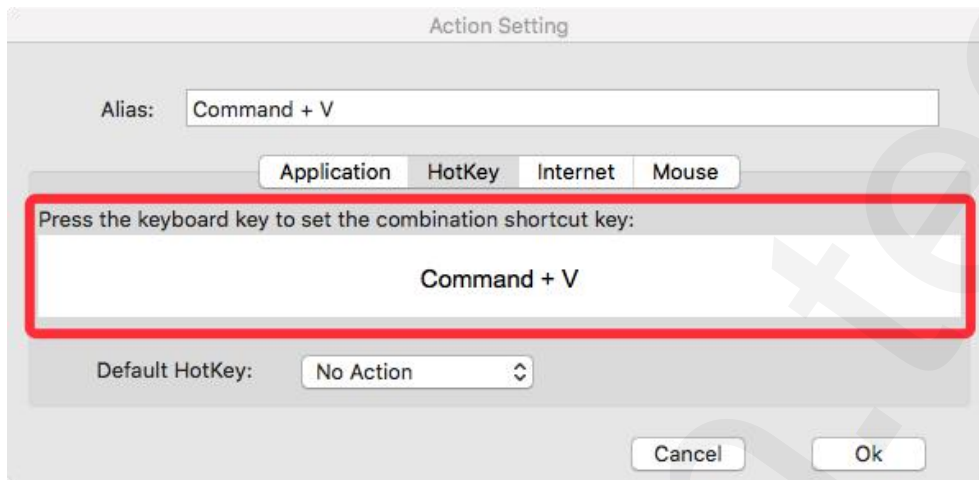 Action Setting
Alias: Command + V
Application HotKey Internet Mouse
Press the keyboard key to set the combination shortcut key:
Command + V
Default HotKey: No Action
Cancel Ok